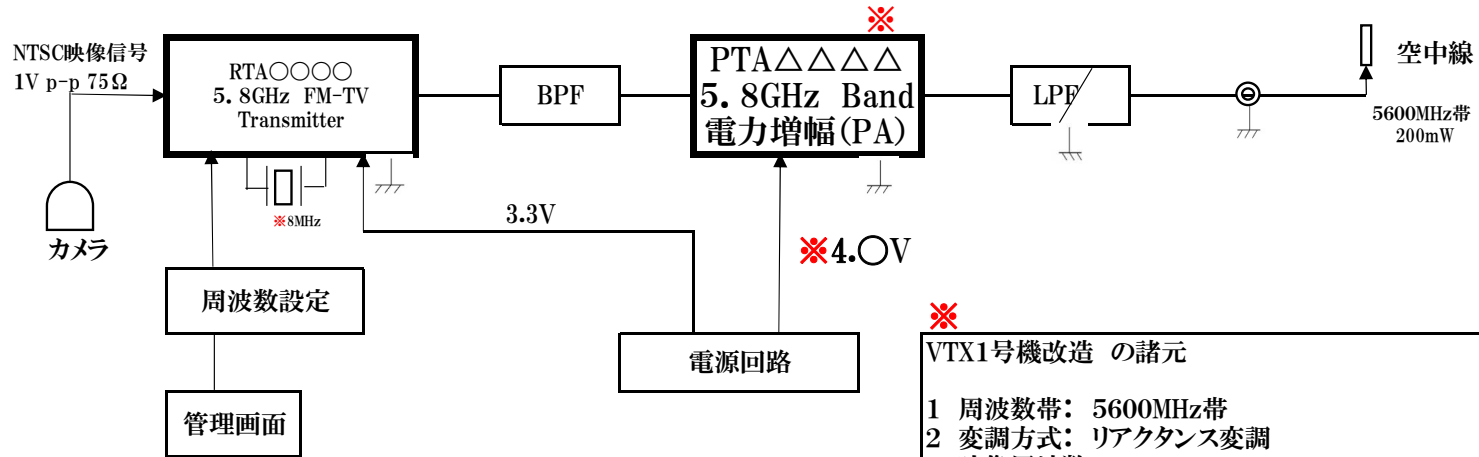 ※
NTSC映像信号
1V p-p 75Ω
RTA○○○○
5.8GHz FM-TV
Transmitter
BPF
PTA△△△△
5.8GHz Band
電力増幅(PA)
LPF
空中線
5600MHz帯
200mW
カメラ
※8MHz
3.3V
※4.○V
周波数設定
電源回路
管理画面
※
VTX1号機改造 の諸元
1 周波数帯: 5600MHz帯
2 変調方式: リアクタンス変調